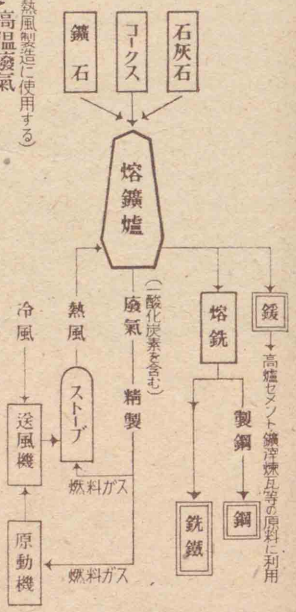 熱風製造に使用する)
高温廢氣
鑛石
コークス
石灰石
熔鑛爐
冷風
熱風
廢氣
(一酸化炭素を含む)
精製
熔銑
鍰
高爐セメント、鑛滓煉瓦等の原料に利用
製鋼
銑鐵
鋼
送風機
ストーブ
燃料ガス
原動機
燃料ガス